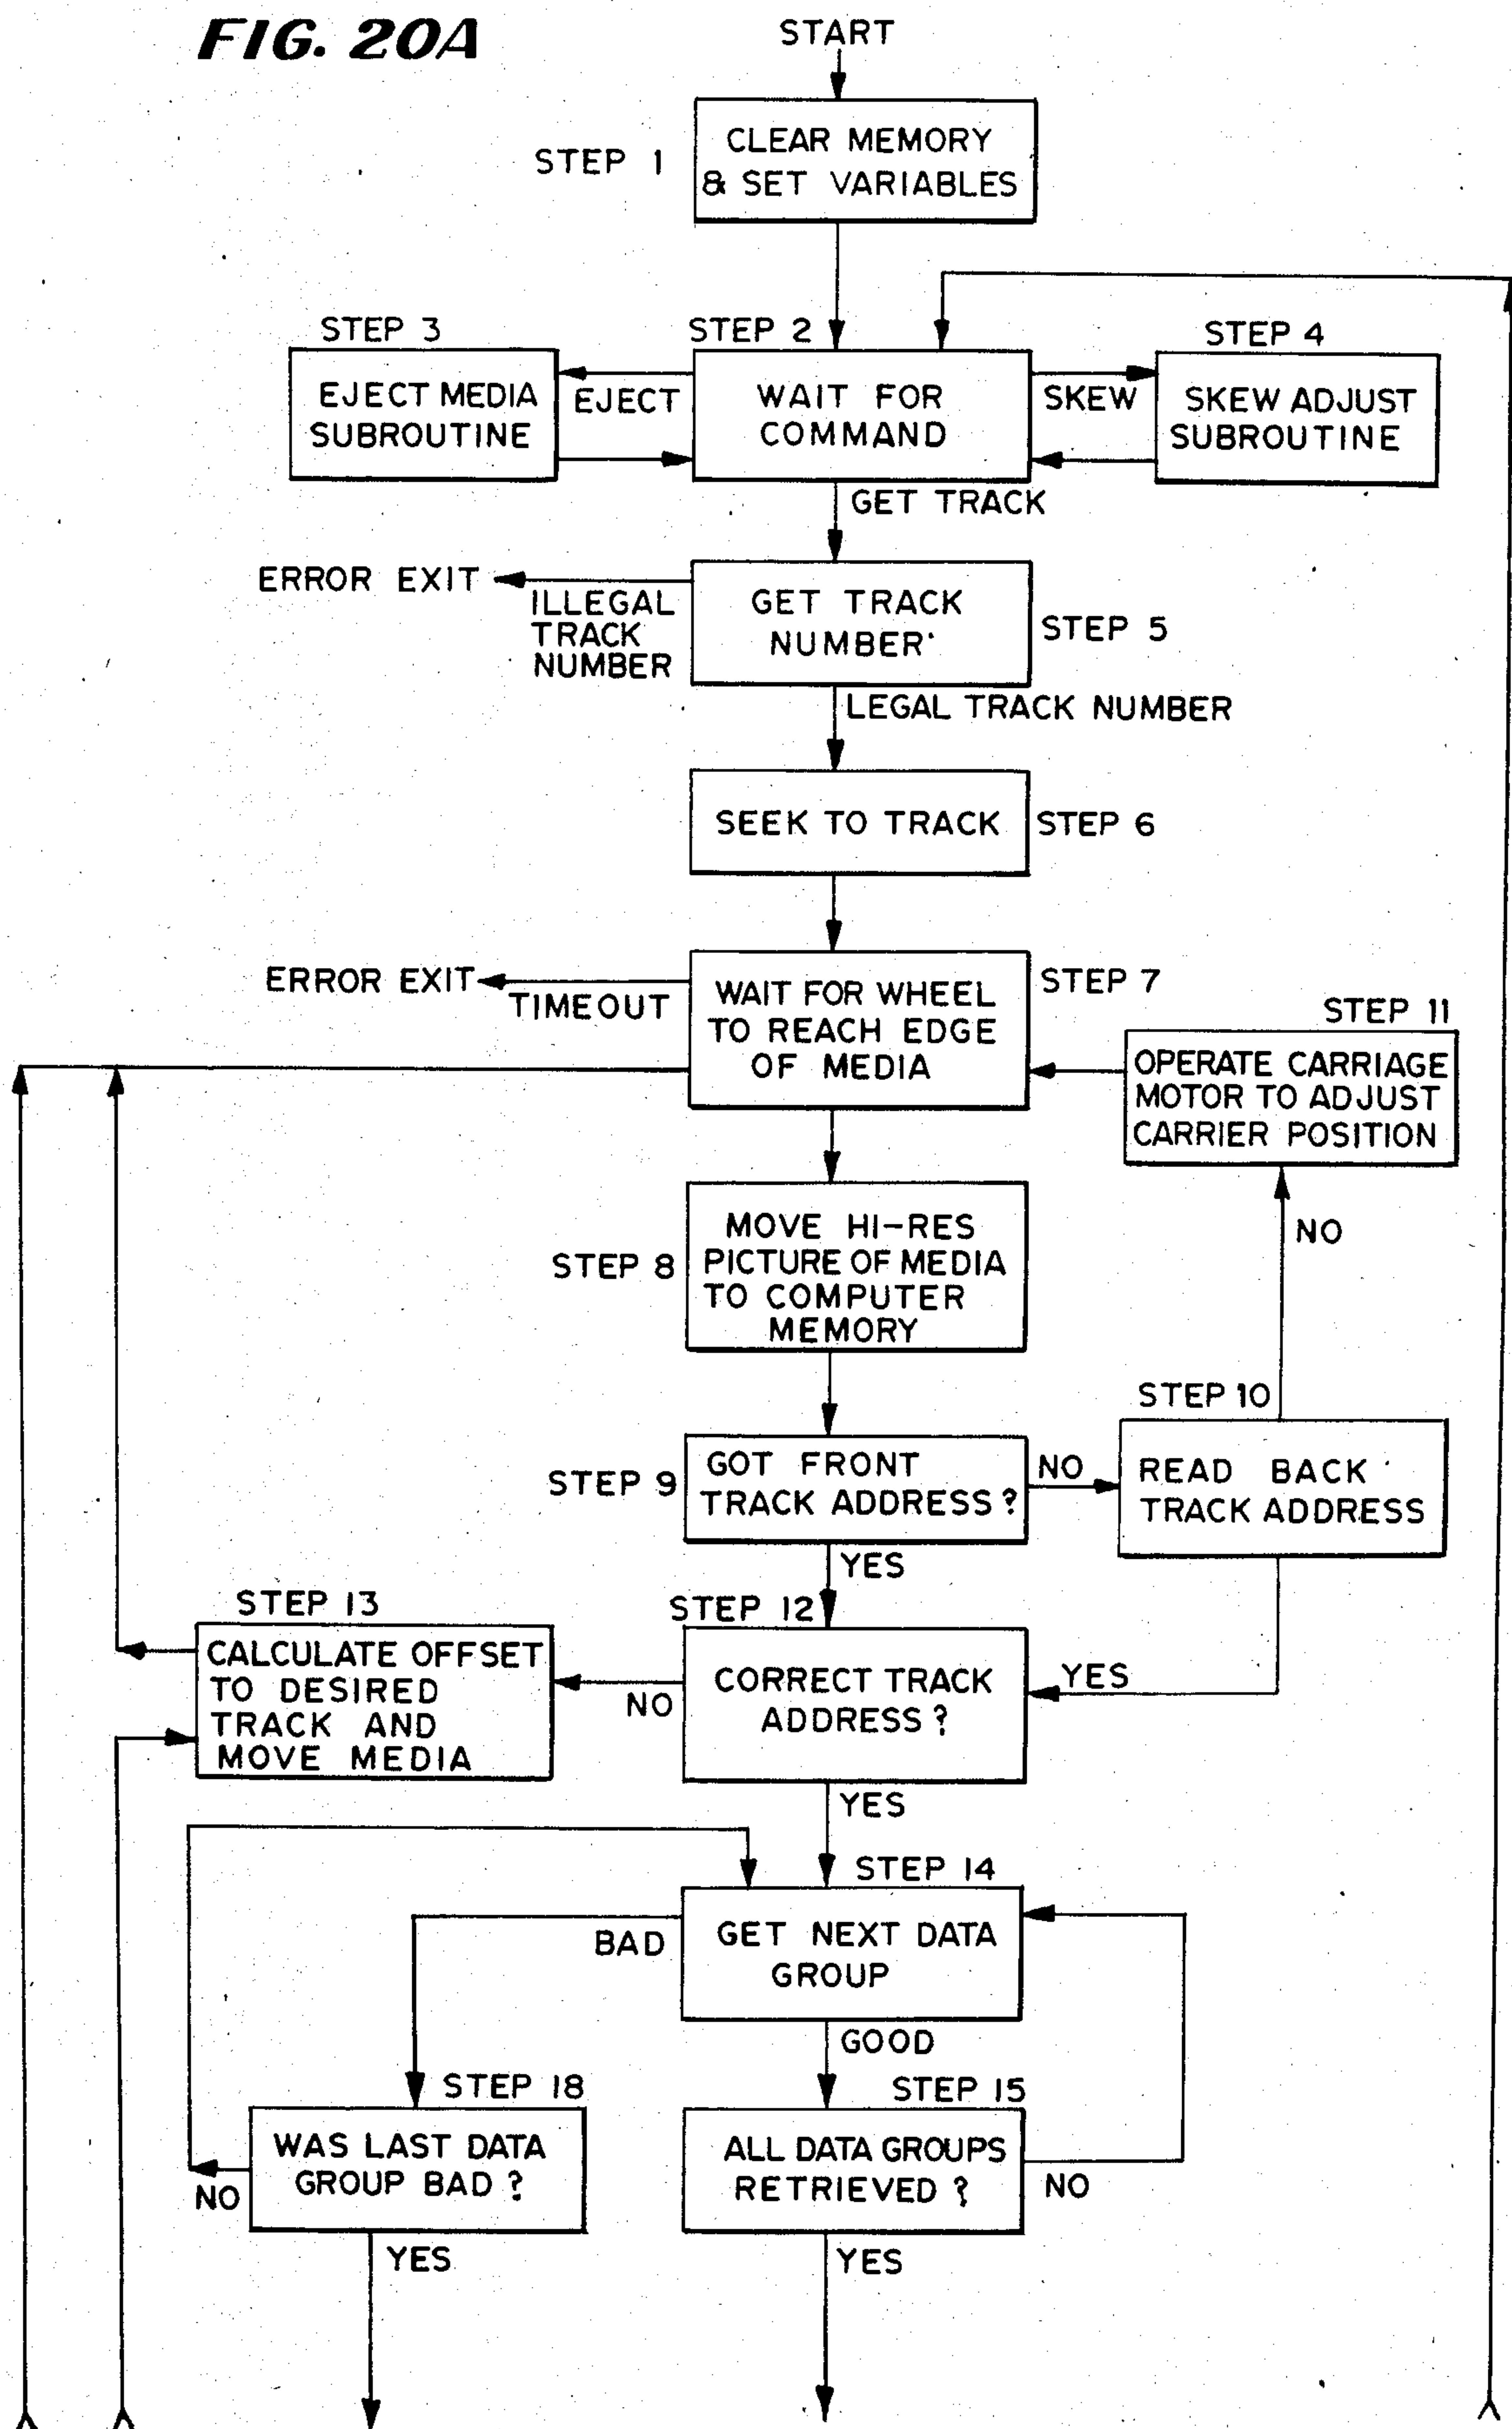 FIG. 20A
START
STEP 1
CLEAR MEMORY
& SET VARIABLES
STEP 3
EJECT MEDIA
SUBROUTINE
EJECT
STEP 2
WAIT FOR
COMMAND
SKEW
STEP 4
SKEW ADJUST
SUBROUTINE
GET TRACK
ERROR EXIT
ILLEGAL
TRACK
NUMBER
GET TRACK
NUMBER
STEP 5
LEGAL TRACK NUMBER
SEEK TO TRACK
STEP 6
ERROR EXIT
TIMEOUT
WAIT FOR WHEEL
TO REACH EDGE
OF MEDIA
STEP 7
STEP 11
OPERATE CARRIAGE
MOTOR TO ADJUST
CARRIER POSITION
NO
STEP 8
MOVE HI-RES
PICTURE OF MEDIA
TO COMPUTER
MEMORY
STEP 9
GOT FRONT
TRACK ADDRESS ?
NO
STEP 10
READ BACK
TRACK ADDRESS
YES
STEP 13
CALCULATE OFFSET
TO DESIRED
TRACK AND
MOVE MEDIA
NO
STEP 12
CORRECT TRACK
ADDRESS ?
YES
YES
STEP 14
BAD
GET NEXT DATA
GROUP
GOOD
STEP 18
WAS LAST DATA
GROUP BAD ?
NO
YES
STEP 15
ALL DATA GROUPS
RETRIEVED ?
NO
YES